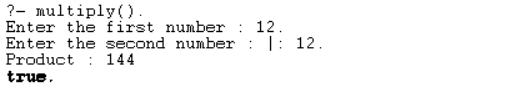 ?- multiply().
Enter the first number : 12.
Enter the second number : |: 12.
Product : 144
true.